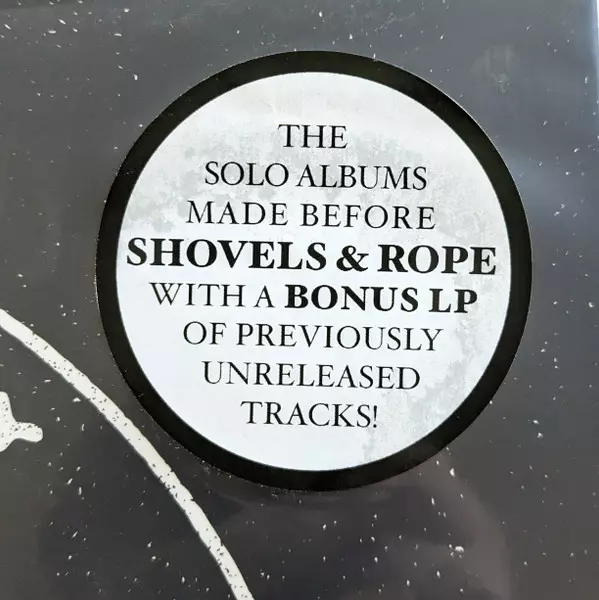 THE
SOLO ALBUMS
MADE BEFORE
SHOVELS & ROPE
WITH A BONUS LP
OF PREVIOUSLY
UNRELEASED
TRACKS!